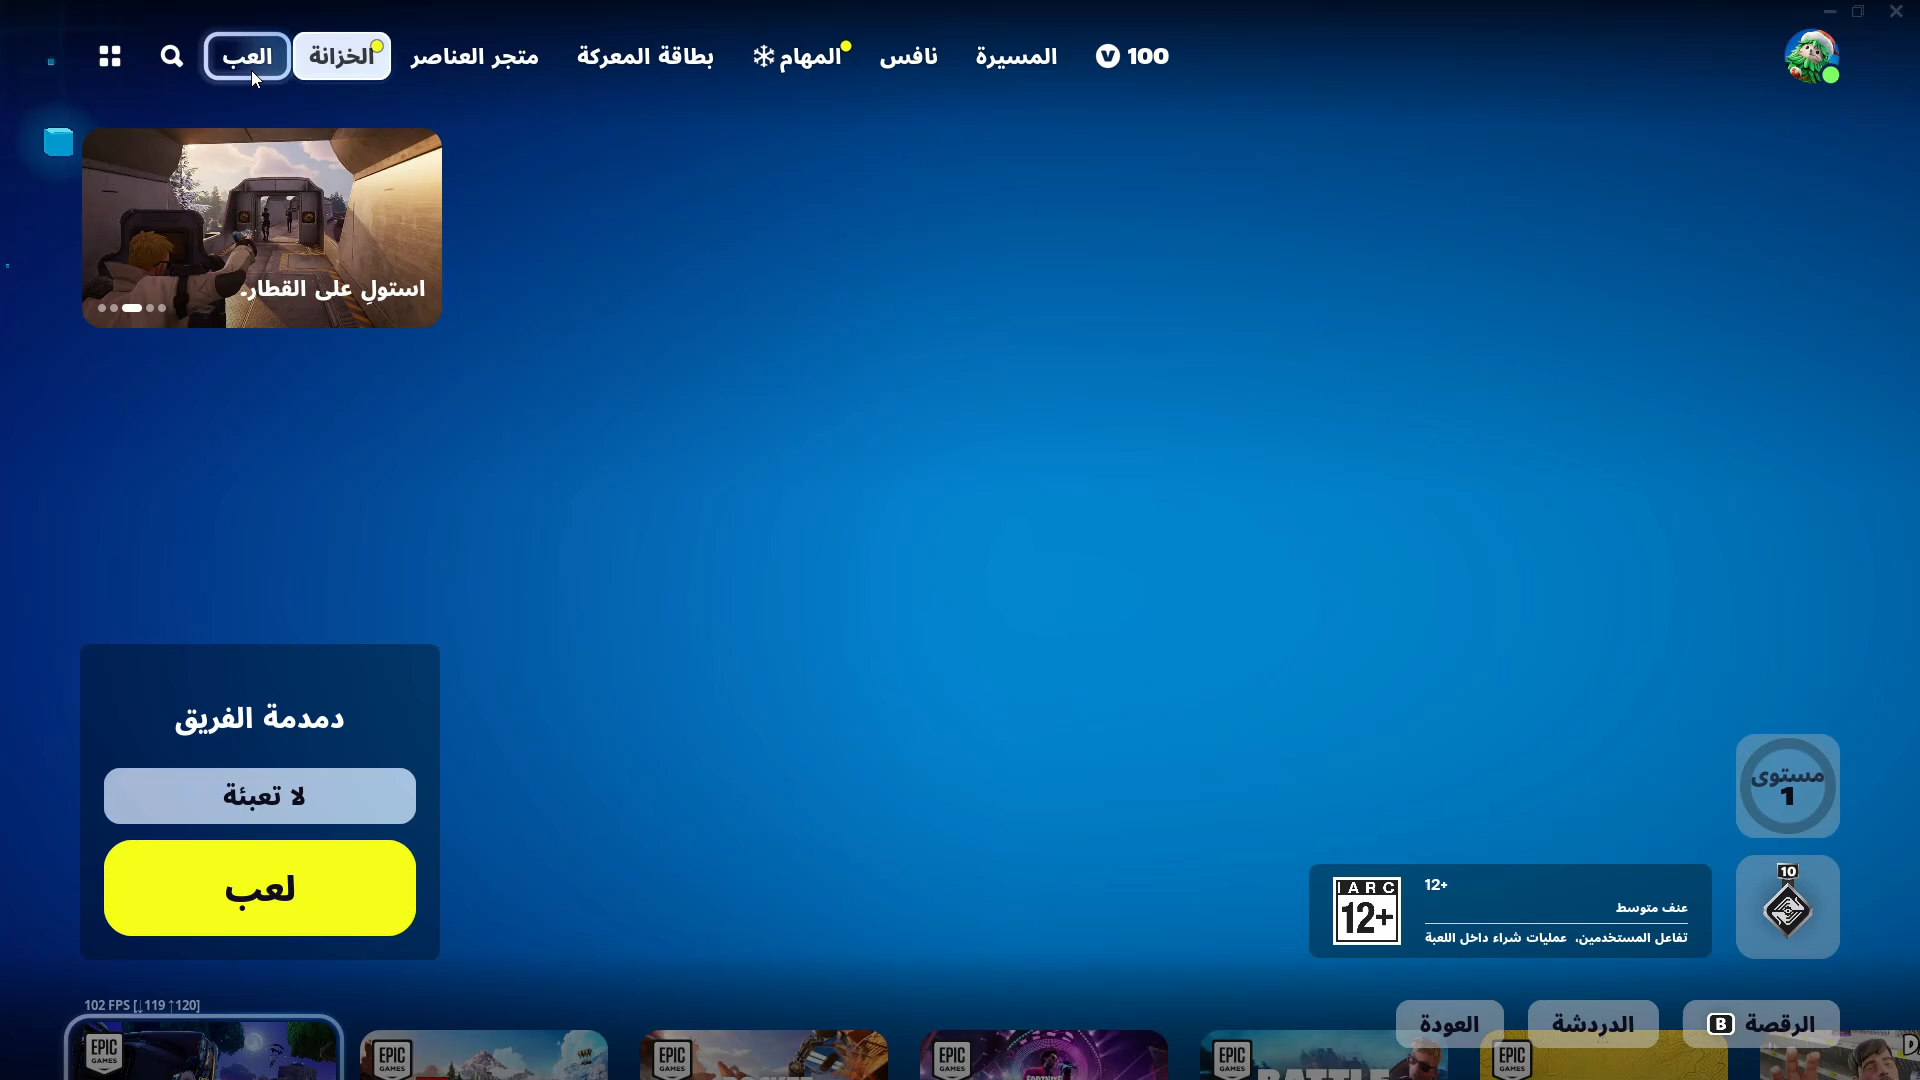 العب
الخزانة
متجر العناصر
بطاقة المعركة
المهام
نافس
المسيرة
100
استولِ على القطار.
دمدمة الفريق
لا تعبئة
لعب
مستوى
1
10
IARC
12+
12+
عنف متوسط
تفاعل المستخدمين، عمليات شراء داخل اللعبة
102 FPS [↓119 ↑120]
العودة
الدردشة
الرقصة B
EPIC GAMES
EPIC GAMES
EPIC GAMES
EPIC GAMES
EPIC GAMES
EPIC GAMES